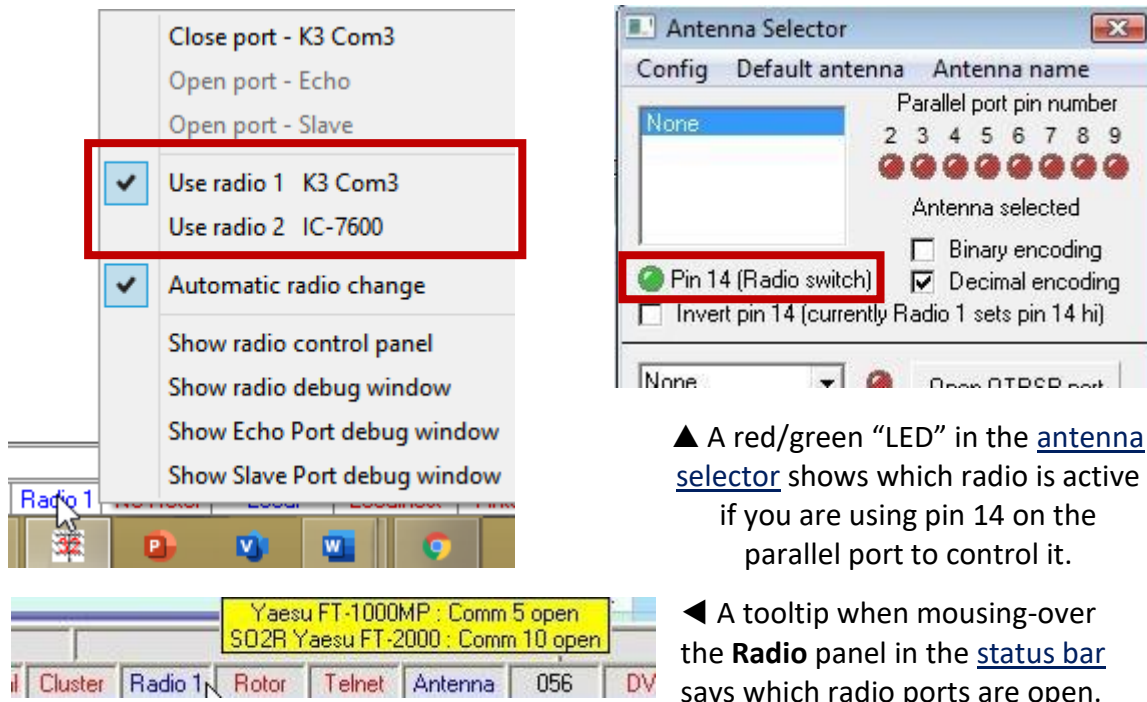 Close port - K3 Com3
Open port - Echo
Open port - Slave
Use radio 1 K3 Com3
Use radio 2 IC-7600
Automatic radio change
Show radio control panel
Show radio debug window
Show Echo Port debug window
Show Slave Port debug window
Radio 1
Antenna Selector
Config Default antenna Antenna name
None
Parallel port pin number
2 3 4 5 6 7 8 9
Antenna selected
Binary encoding
Pin 14 (Radio switch)
Decimal encoding
Invert pin 14 (currently Radio 1 sets pin 14 hi)
None
▲ A red/green “LED” in the antenna
selector shows which radio is active
if you are using pin 14 on the
parallel port to control it.
Yaesu FT-1000MP : Comm 5 open
SO2R Yaesu FT-2000 : Comm 10 open
Cluster Radio 1 Rotor Telnet Antenna 056 DV
◀ A tooltip when mousing-over
the Radio panel in the status bar
says which radio ports are open.